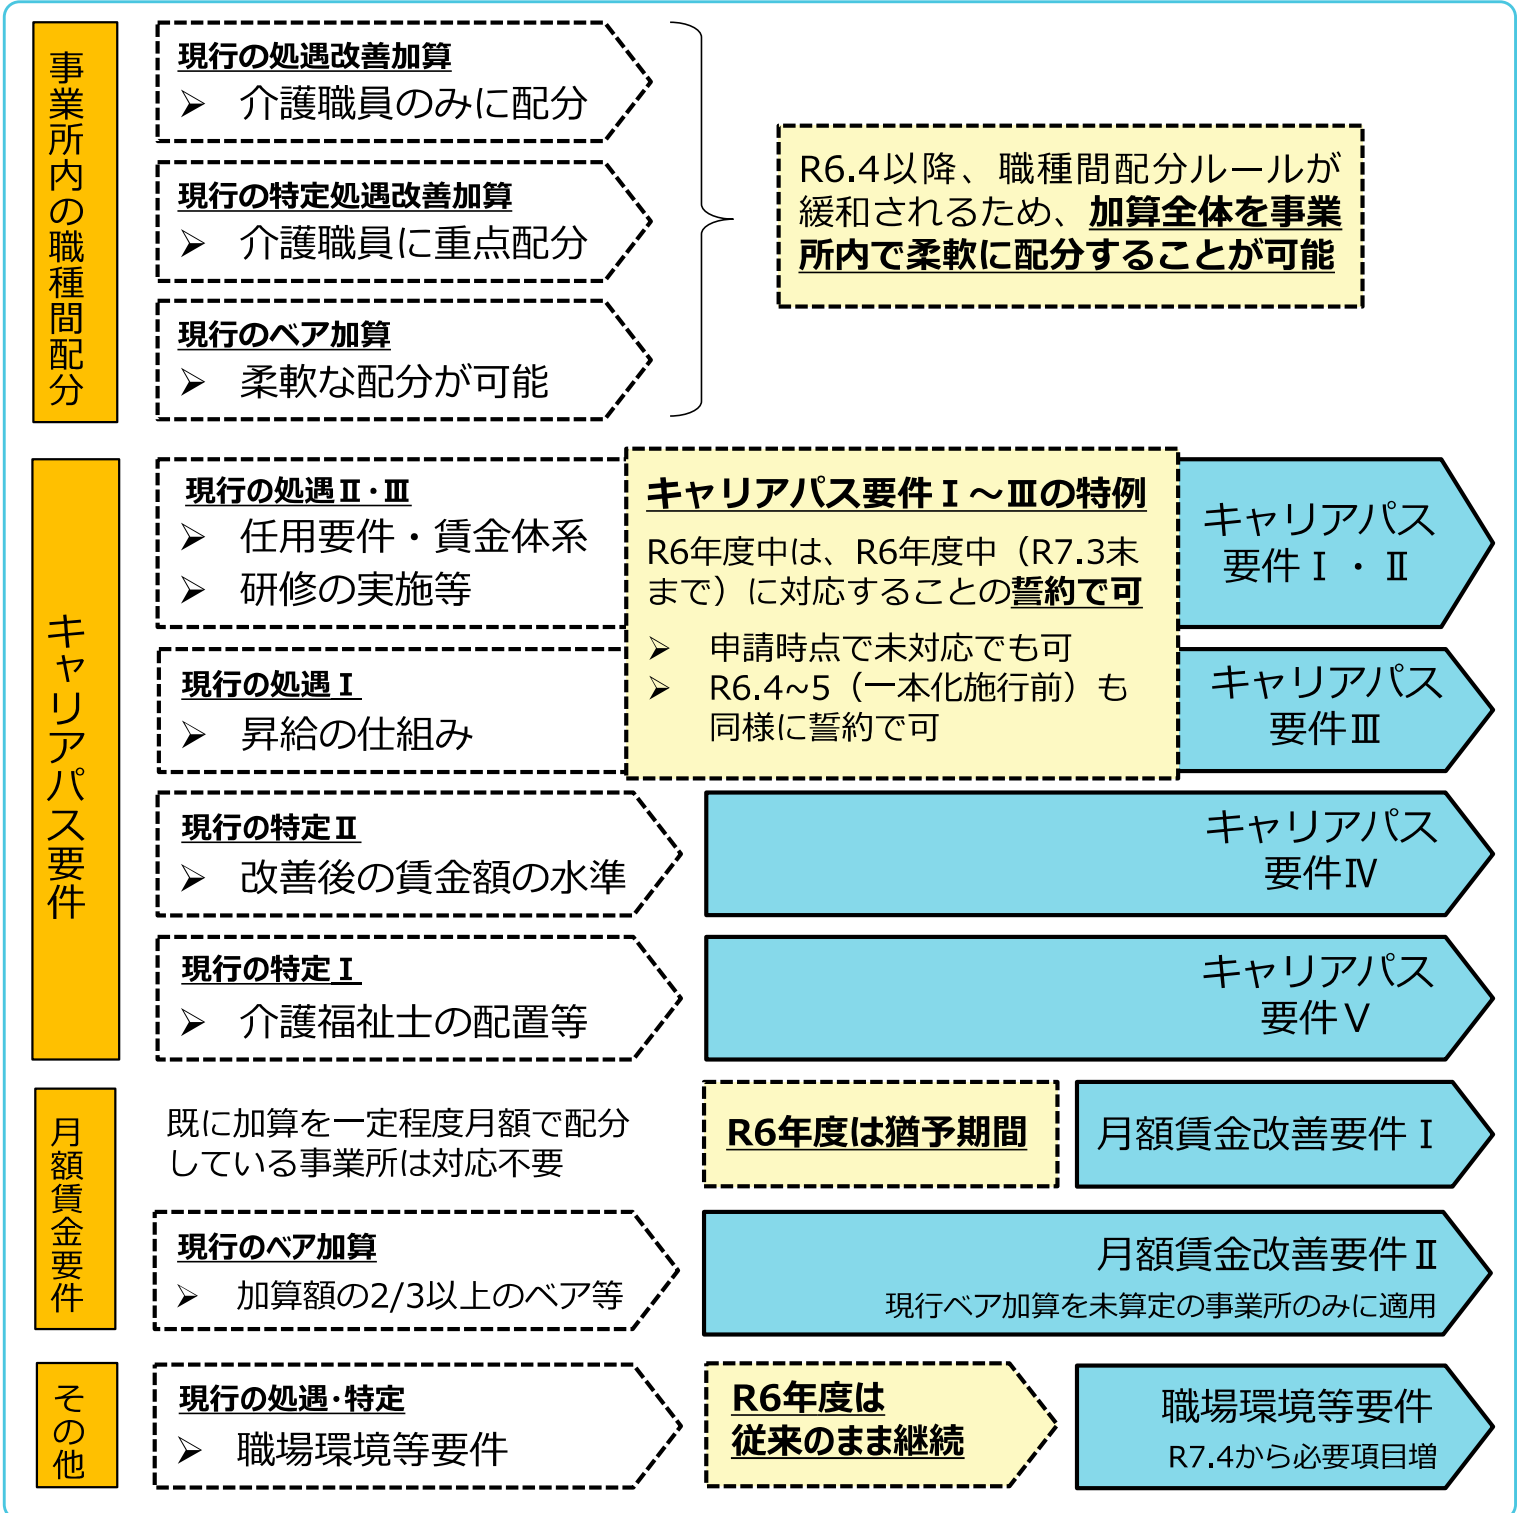 事業所内の職種間配分
現行の処遇改善加算
➢ 介護職員のみに配分
現行の特定処遇改善加算
➢ 介護職員に重点配分
現行のベア加算
➢ 柔軟な配分が可能
R6.4以降、職種間配分ルールが
緩和されるため、加算全体を事業
所内で柔軟に配分することが可能
キャリアパス要件
現行の処遇Ⅱ・Ⅲ
➢ 任用要件・賃金体系
➢ 研修の実施等
キャリアパス要件Ⅰ～Ⅲの特例
R6年度中は、R6年度中（R7.3末
まで）に対応することの誓約で可
➢ 申請時点で未対応でも可
➢ R6.4~5（一本化施行前）も
同様に誓約で可
キャリアパス
要件Ⅰ・Ⅱ
現行の処遇Ⅰ
➢ 昇給の仕組み
キャリアパス
要件Ⅲ
現行の特定Ⅱ
➢ 改善後の賃金額の水準
キャリアパス
要件Ⅳ
現行の特定Ⅰ
➢ 介護福祉士の配置等
キャリアパス
要件Ⅴ
月額賃金要件
既に加算を一定程度月額で配分
している事業所は対応不要
R6年度は猶予期間
月額賃金改善要件Ⅰ
現行のベア加算
➢ 加算額の2/3以上のベア等
月額賃金改善要件Ⅱ
現行ベア加算を未算定の事業所のみに適用
その他
現行の処遇・特定
➢ 職場環境等要件
R6年度は
従来のまま継続
職場環境等要件
R7.4から必要項目増